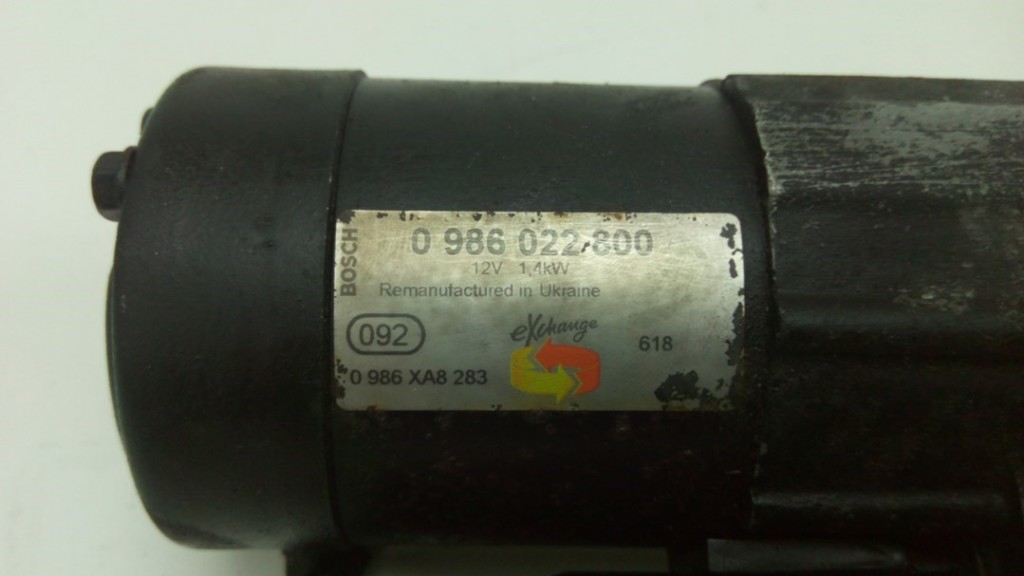 BOSCH
0 986 022 800
12V 1,4kW
Remanufactured in Ukraine
092
eXchange
618
0 986 XA8 283